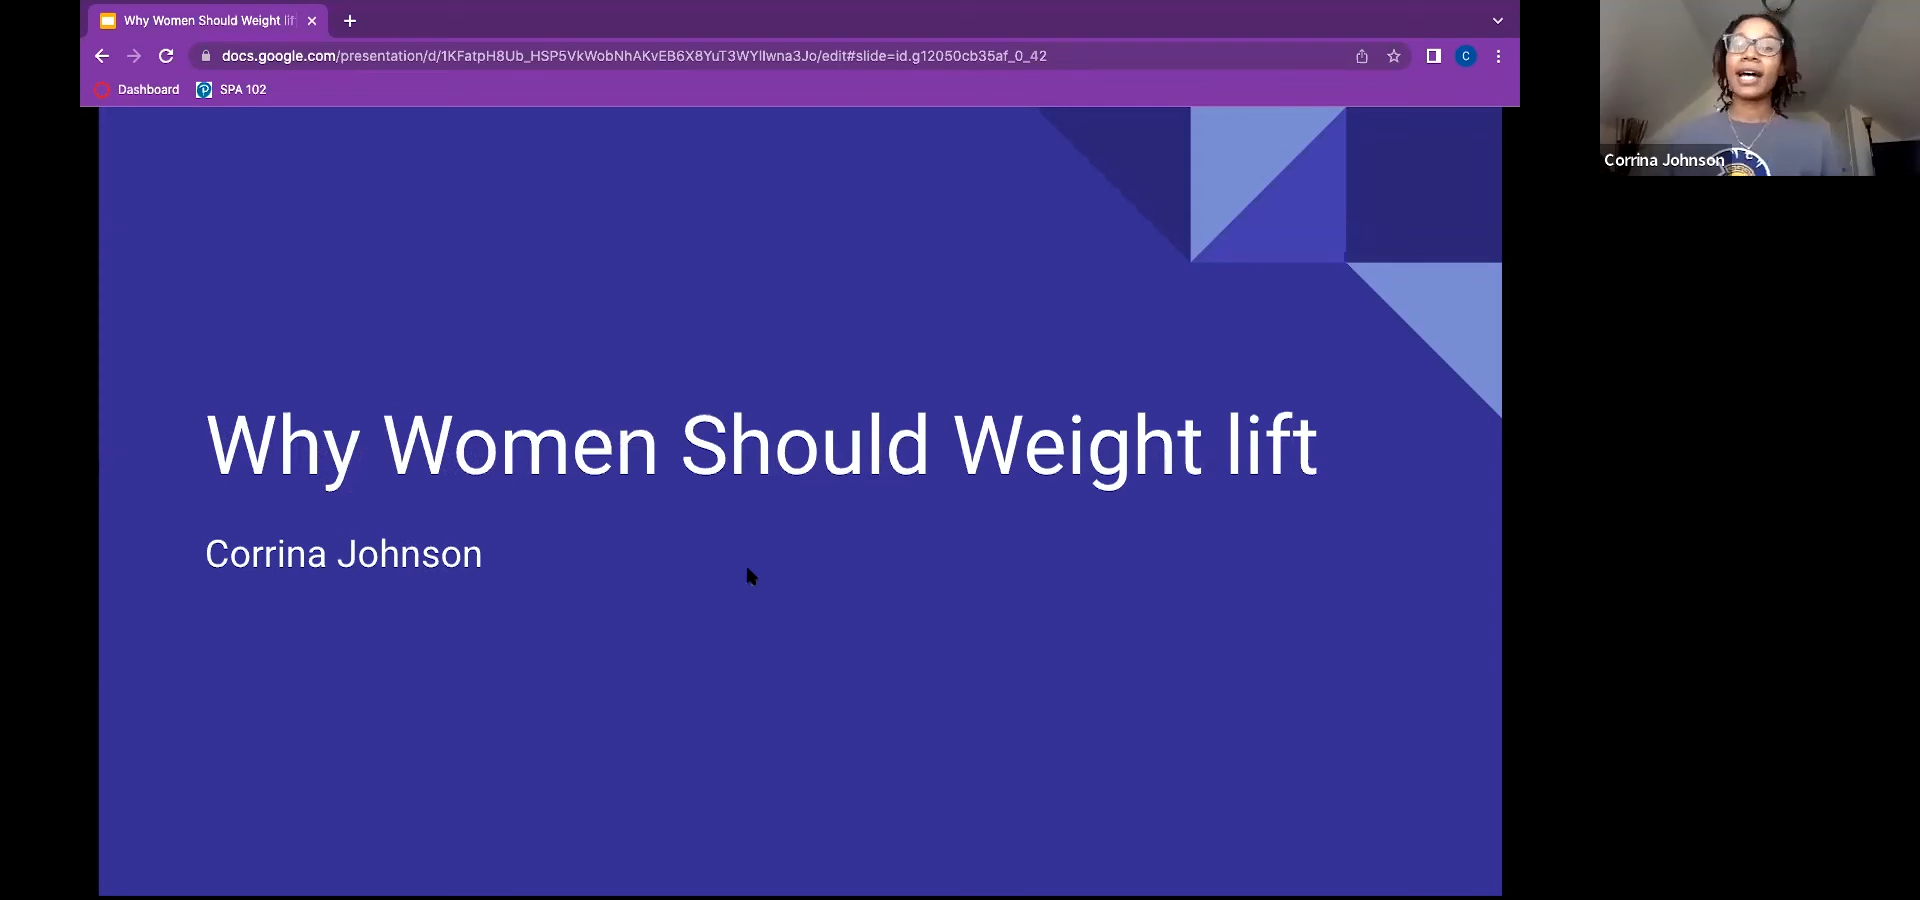 Why Women Should Weight lif
docs.google.com/presentation/d/1KFatpH8Ub_HSP5VkWobNhAKvEB6X8YuT3WYllwna3Jo/edit#slide=id.g12050cb35af_0_42
C
Dashboard
SPA 102
Corrina Johnson
Why Women Should Weight lift
Corrina Johnson